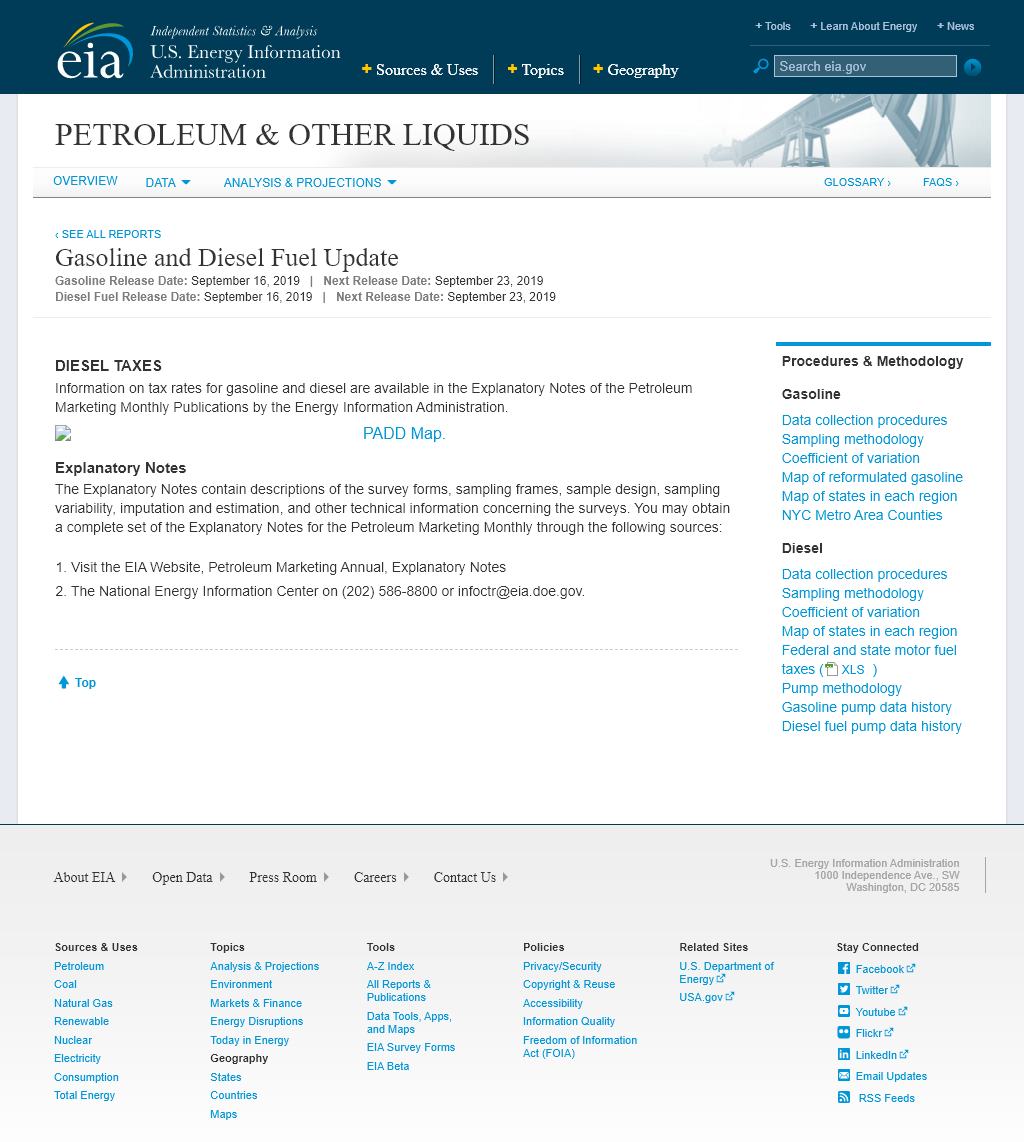 Independent Statistics & Analysis
U.S. Energy Information
Administration
eia
+ Tools + Learn About Energy + News
+ Sources & Uses + Topics + Geography
Search eia.gov
PETROLEUM & OTHER LIQUIDS
OVERVIEW DATA ANALYSIS & PROJECTIONS GLOSSARY › FAQS ›
‹ SEE ALL REPORTS
Gasoline and Diesel Fuel Update
Gasoline Release Date: September 16, 2019 | Next Release Date: September 23, 2019
Diesel Fuel Release Date: September 16, 2019 | Next Release Date: September 23, 2019
DIESEL TAXES
Information on tax rates for gasoline and diesel are available in the Explanatory Notes of the Petroleum
Marketing Monthly Publications by the Energy Information Administration.
PADD Map.
Explanatory Notes
The Explanatory Notes contain descriptions of the survey forms, sampling frames, sample design, sampling
variability, imputation and estimation, and other technical information concerning the surveys. You may obtain
a complete set of the Explanatory Notes for the Petroleum Marketing Monthly through the following sources:
1. Visit the EIA Website, Petroleum Marketing Annual, Explanatory Notes
2. The National Energy Information Center on (202) 586-8800 or infoctr@eia.doe.gov.
Top
Procedures & Methodology
Gasoline
Data collection procedures
Sampling methodology
Coefficient of variation
Map of reformulated gasoline
Map of states in each region
NYC Metro Area Counties
Diesel
Data collection procedures
Sampling methodology
Coefficient of variation
Map of states in each region
Federal and state motor fuel
taxes ( XLS )
Pump methodology
Gasoline pump data history
Diesel fuel pump data history
About EIA Open Data Press Room Careers Contact Us
U.S. Energy Information Administration
1000 Independence Ave., SW
Washington, DC 20585
Sources & Uses
Petroleum
Coal
Natural Gas
Renewable
Nuclear
Electricity
Consumption
Total Energy
Topics
Analysis & Projections
Environment
Markets & Finance
Energy Disruptions
Today in Energy
Geography
States
Countries
Maps
Tools
A-Z Index
All Reports &
Publications
Data Tools, Apps,
and Maps
EIA Survey Forms
EIA Beta
Policies
Privacy/Security
Copyright & Reuse
Accessibility
Information Quality
Freedom of Information
Act (FOIA)
Related Sites
U.S. Department of
Energy
USA.gov
Stay Connected
Facebook
Twitter
Youtube
Flickr
LinkedIn
Email Updates
RSS Feeds